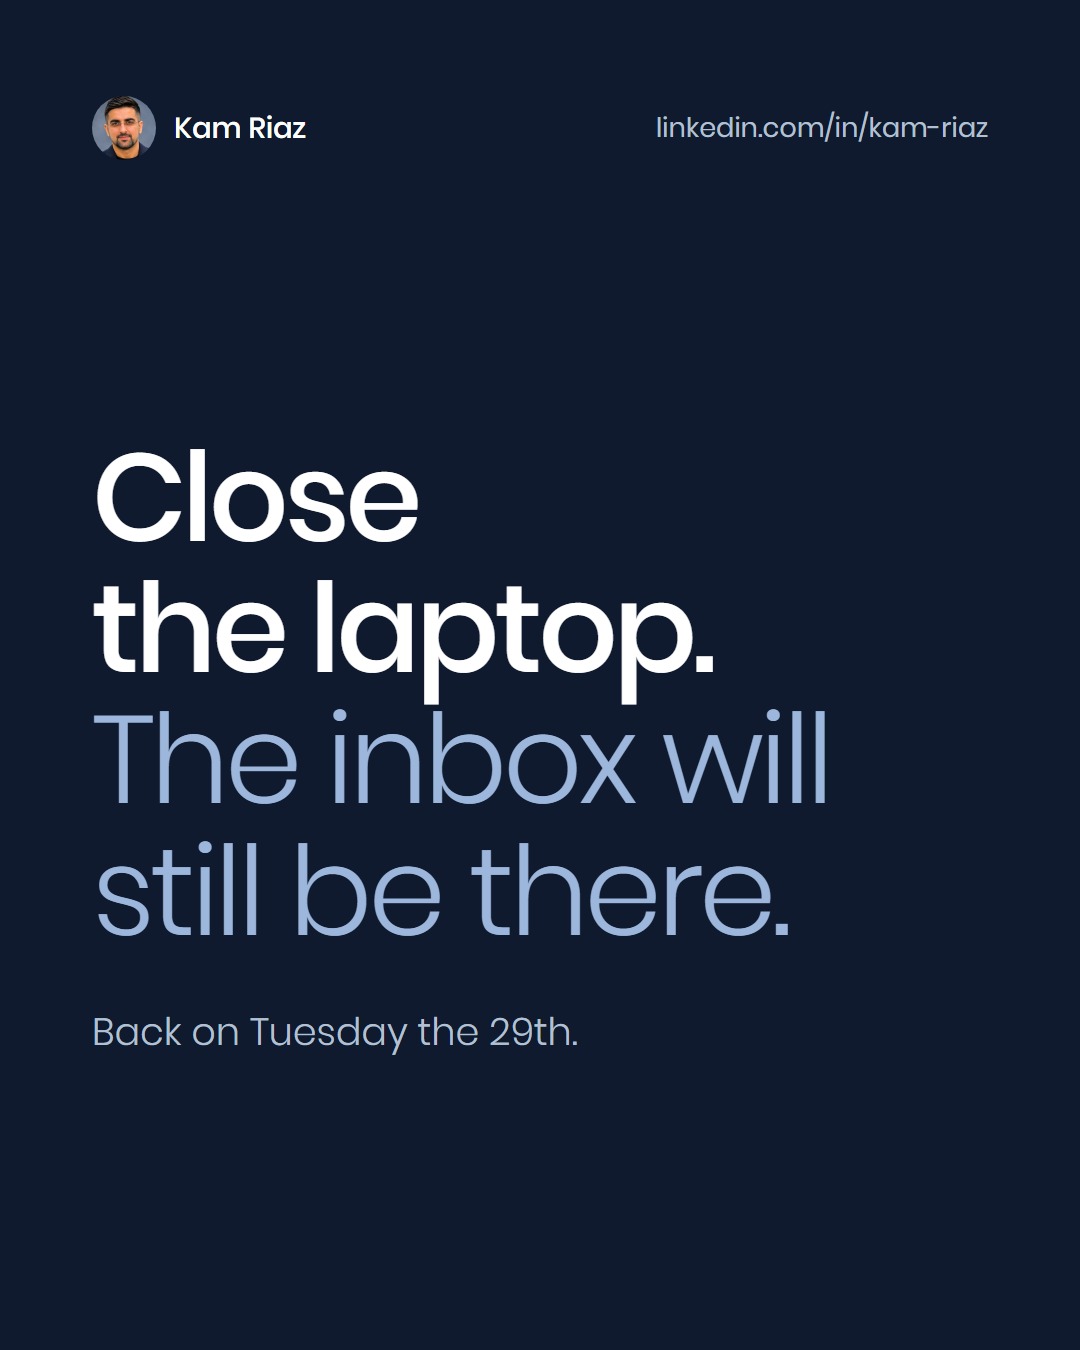 Kam Riaz
linkedin.com/in/kam-riaz
Close
the laptop.
The inbox will
still be there.
Back on Tuesday the 29th.